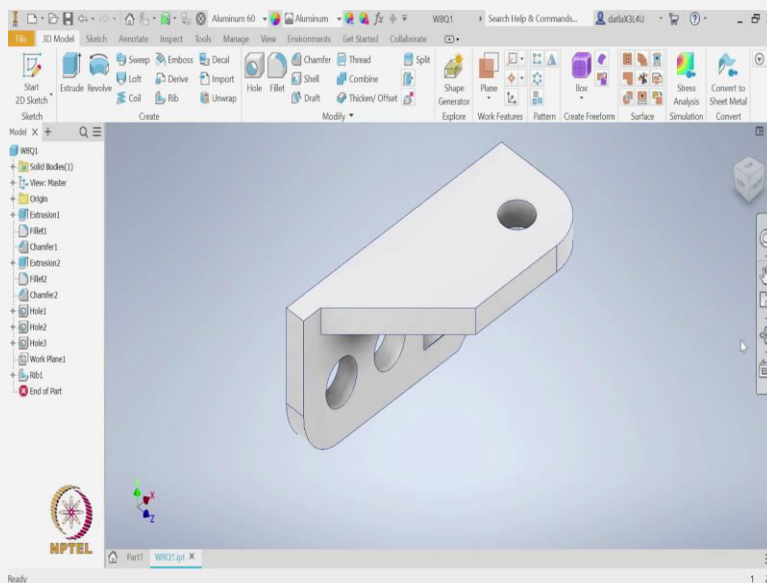 Aluminum 60 Aluminum W8Q1 Search Help & Commands... datlaX3L4U
File 3D Model Sketch Annotate Inspect Tools Manage View Environments Get Started Collaborate
Start
2D Sketch
Extrude Revolve
Sweep Emboss Decal
Loft Derive Import
Coil Rib Unwrap
Hole Fillet
Chamfer Thread Split
Shell Combine
Draft Thicken/ Offset
Shape
Generator
Plane
Box
Stress
Analysis
Convert to
Sheet Metal
Sketch Create Modify Explore Work Features Pattern Create Freeform Surface Simulation Convert
Model X +
W8Q1
Solid Bodies(1)
View: Master
Origin
Extrusion1
Fillet1
Chamfer1
Extrusion2
Fillet2
Chamfer2
Hole1
Hole2
Hole3
Work Plane1
Rib1
End of Part
Y
X
Z
NPTEL
Part1 W8Q1.ipt X
Ready 1